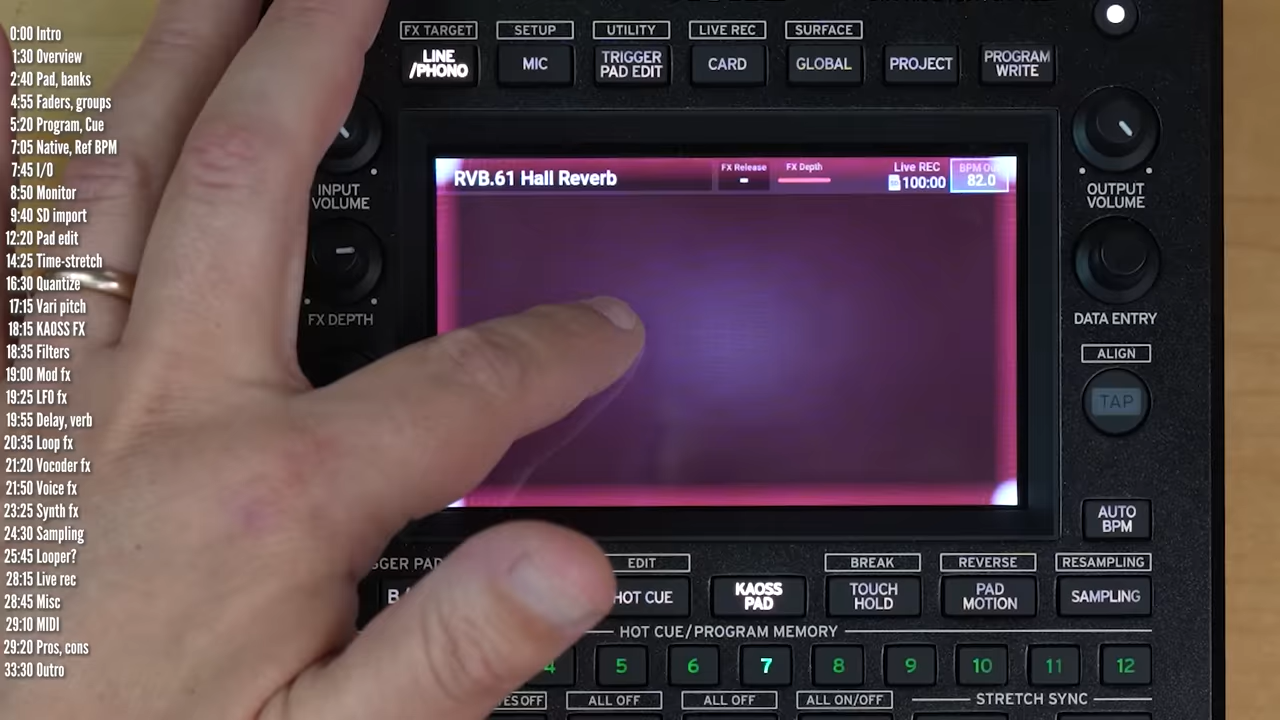 0:00 Intro
1:30 Overview
2:40 Pad, banks
4:55 Faders, groups
5:20 Program, Cue
7:05 Native, Ref BPM
7:45 I/O
8:50 Monitor
9:40 SD import
12:20 Pad edit
14:25 Time-stretch
16:30 Quantize
17:15 Vari pitch
18:15 KAOSS FX
18:35 Filters
19:00 Mod fx
19:25 LFO fx
19:55 Delay, verb
20:35 Loop fx
21:20 Vocoder fx
21:50 Voice fx
23:25 Synth fx
24:30 Sampling
25:45 Looper?
28:15 Live rec
28:45 Misc
29:10 MIDI
29:20 Pros, cons
33:30 Outro
FX TARGET SETUP UTILITY LIVE REC SURFACE
LINE /PHONO MIC TRIGGER PAD EDIT CARD GLOBAL PROJECT PROGRAM WRITE
INPUT VOLUME
OUTPUT VOLUME
RVB.61 Hall Reverb
FX Release
FX Depth
Live REC
100:00
BPM
82.0
FX DEPTH
DATA ENTRY
ALIGN
TAP
AUTO BPM
PAD EDIT BREAK REVERSE RESAMPLING
HOT CUE KAOSS PAD TOUCH HOLD PAD MOTION SAMPLING
HOT CUE/PROGRAM MEMORY
4 5 6 7 8 9 10 11 12
OFF ALL OFF ALL OFF ALL ON/OFF STRETCH SYNC